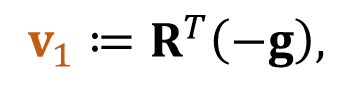 v₁ := Rᵀ(−g),